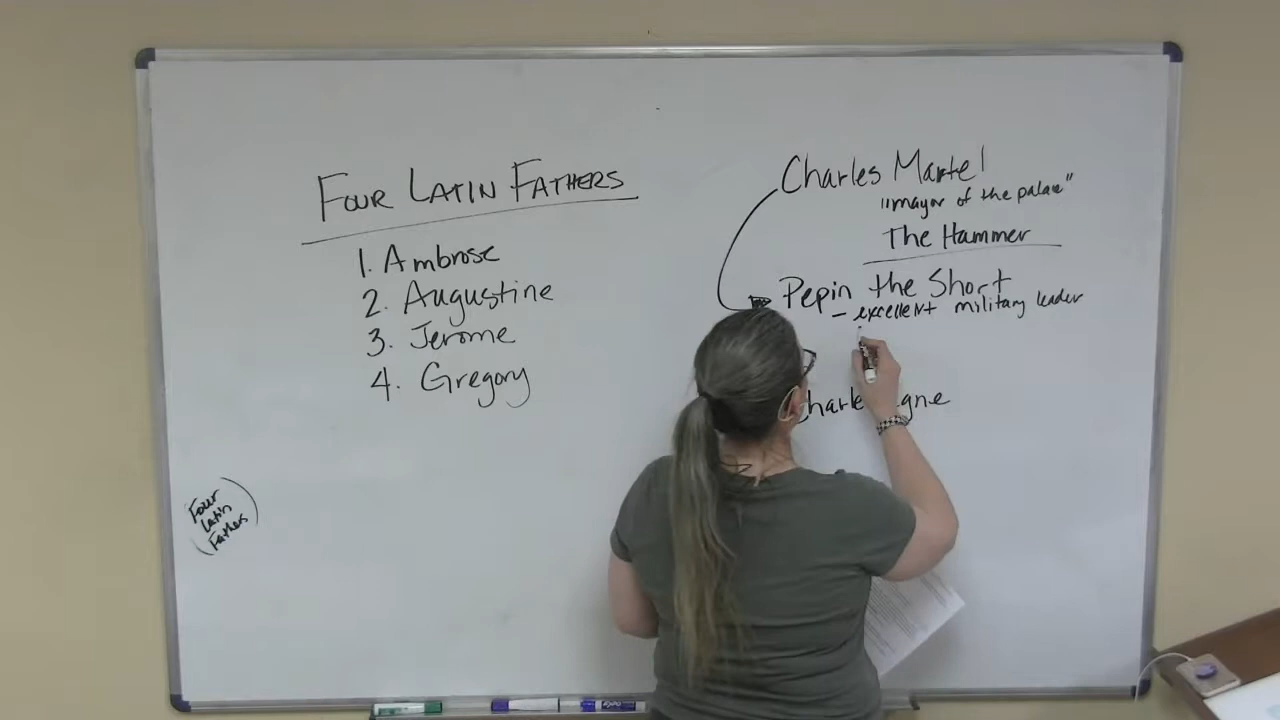 FOUR LATIN FATHERS
1. Ambrose
2. Augustine
3. Jerome
4. Gregory
Four
Latin
Fathers
Charles Martel
"mayor of the palace"
The Hammer
Pepin the Short
- excellent military leader